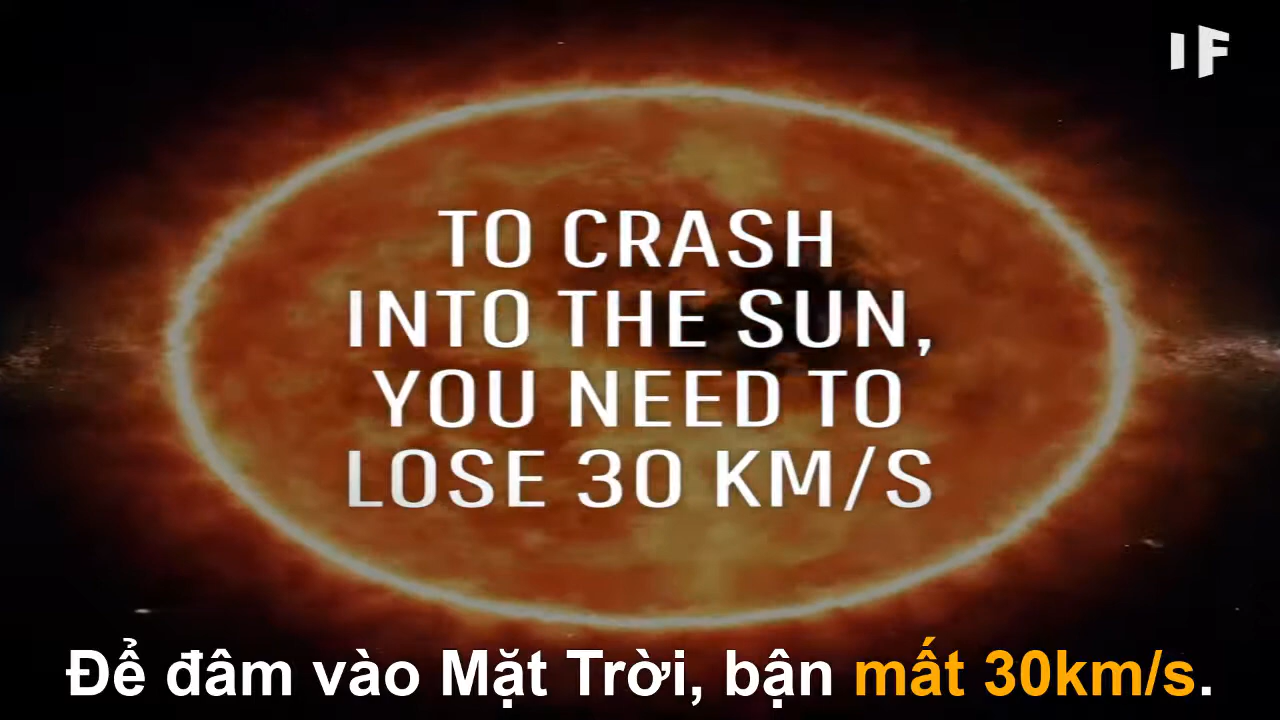 IF
TO CRASH
INTO THE SUN,
YOU NEED TO
LOSE 30 KM/S
Để đâm vào Mặt Trời, bận mất 30km/s.